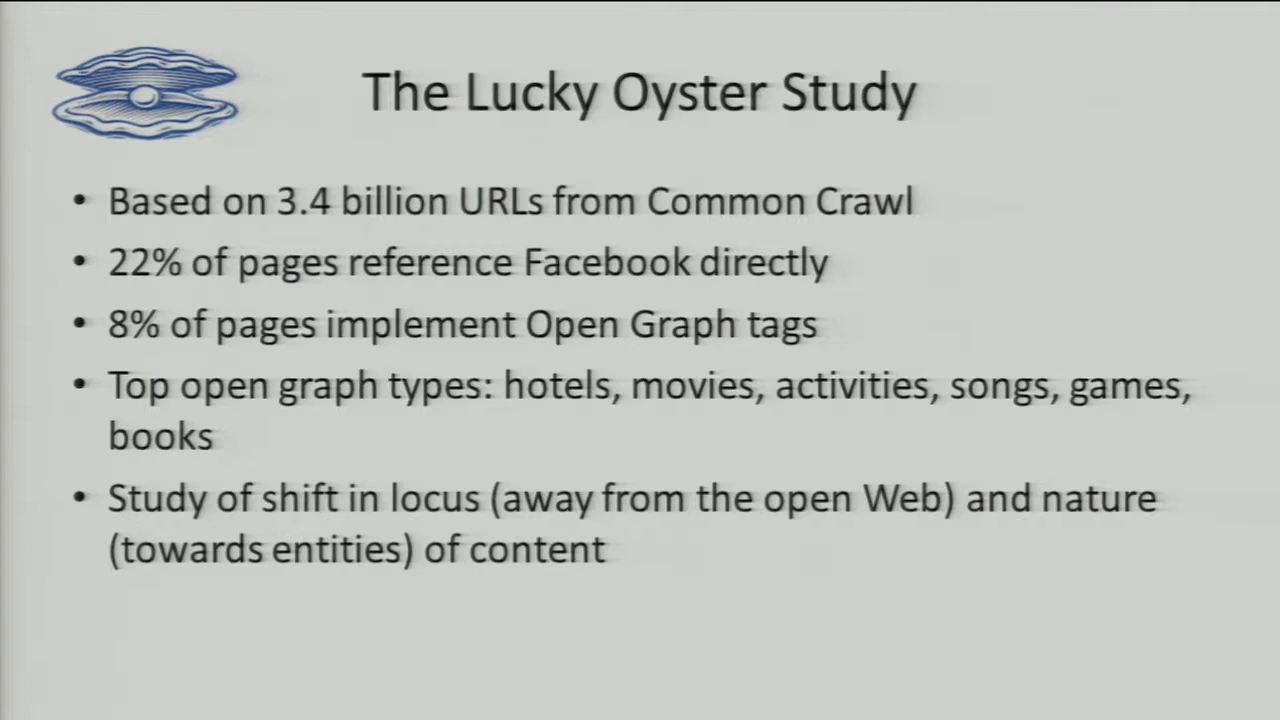 The Lucky Oyster Study
• Based on 3.4 billion URLs from Common Crawl
• 22% of pages reference Facebook directly
• 8% of pages implement Open Graph tags
• Top open graph types: hotels, movies, activities, songs, games,
books
• Study of shift in locus (away from the open Web) and nature
(towards entities) of content